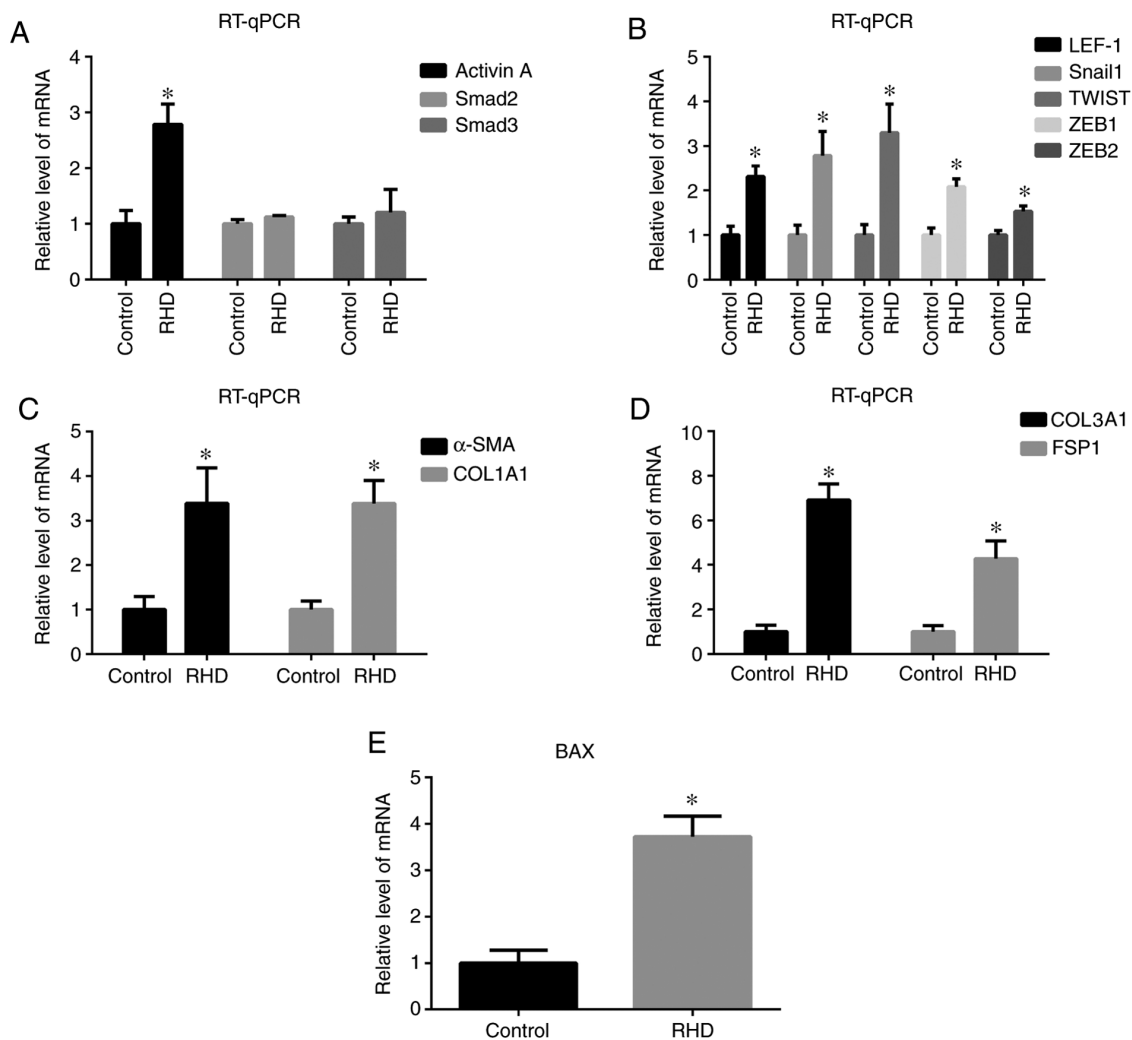 A
RT-qPCR
Relative level of mRNA
4
3
2
1
0
*
Control
RHD
Control
RHD
Control
RHD
Activin A
Smad2
Smad3
B
RT-qPCR
Relative level of mRNA
5
4
3
2
1
0
*
*
*
*
*
Control
RHD
Control
RHD
Control
RHD
Control
RHD
Control
RHD
LEF-1
Snail1
TWIST
ZEB1
ZEB2
C
RT-qPCR
Relative level of mRNA
5
4
3
2
1
0
*
*
Control RHD Control RHD
α-SMA
COL1A1
D
RT-qPCR
Relative level of mRNA
10
8
6
4
2
0
*
*
Control RHD Control RHD
COL3A1
FSP1
E
BAX
Relative level of mRNA
5
4
3
2
1
0
*
Control RHD